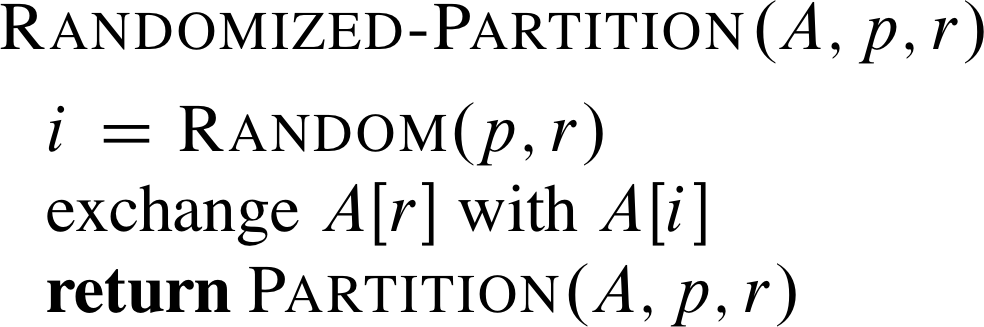 RANDOMIZED-PARTITION(A, p, r)
i = RANDOM(p, r)
exchange A[r] with A[i]
return PARTITION(A, p, r)